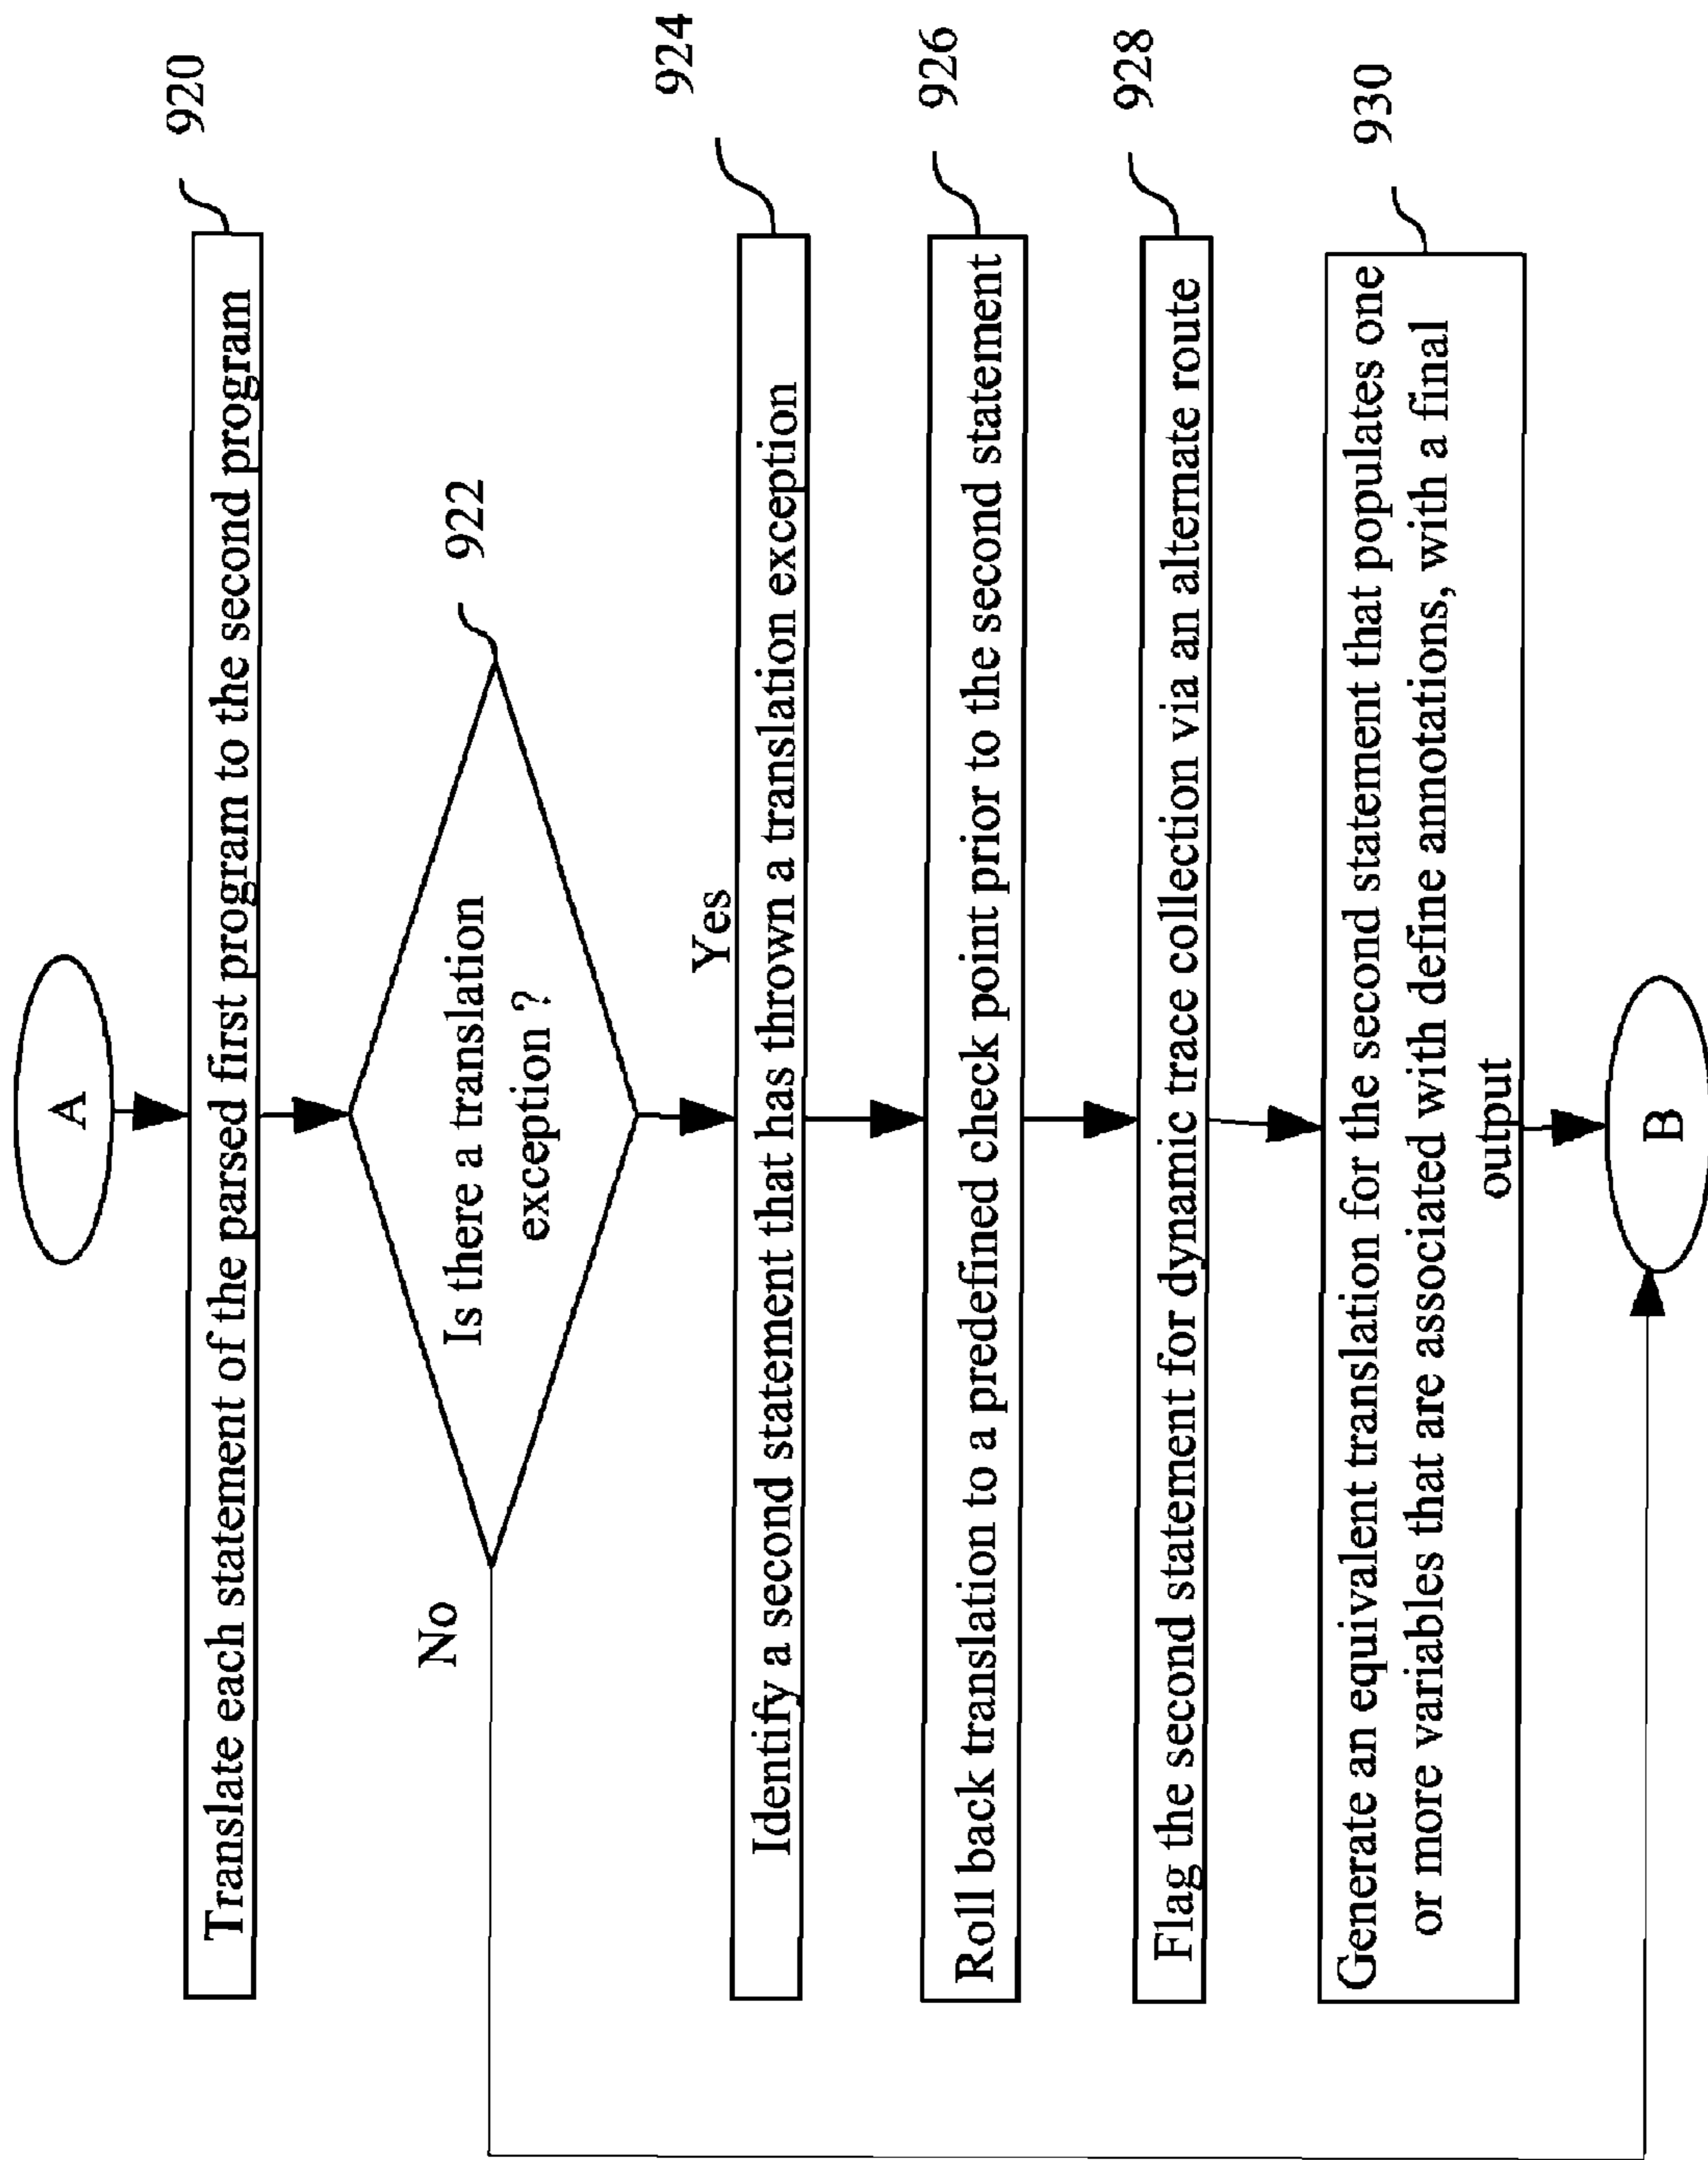 A
920
Translate each statement of the parsed first program to the second program
922
Is there a translation
exception ?
No
Yes
924
Identify a second statement that has thrown a translation exception
926
Roll back translation to a predefined check point prior to the second statement
928
Flag the second statement for dynamic trace collection via an alternate route
930
Generate an equivalent translation for the second statement that populates one
or more variables that are associated with define annotations, with a final
output
B